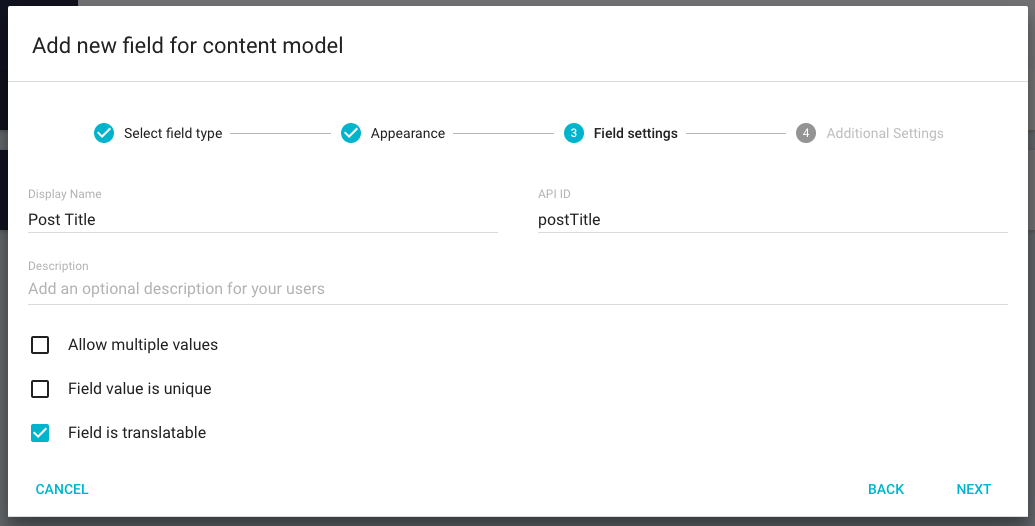 Add new field for content model
Select field type
Appearance
3 Field settings
4 Additional Settings
Display Name
Post Title
API ID
postTitle
Description
Add an optional description for your users
Allow multiple values
Field value is unique
Field is translatable
CANCEL
BACK
NEXT